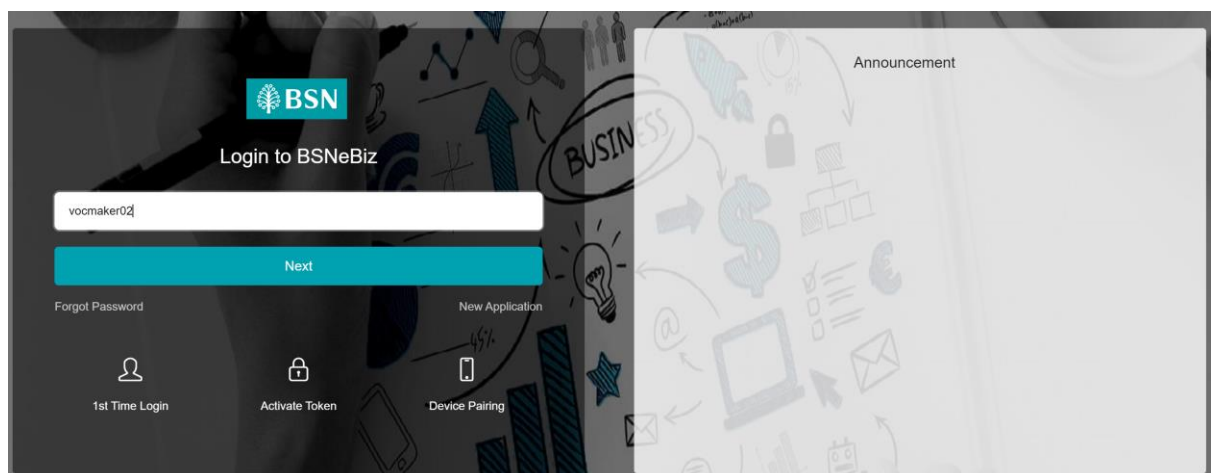 BSN
Login to BSNeBiz
vocmaker02
Next
Forgot Password
New Application
1st Time Login
Activate Token
Device Pairing
Announcement
BUSINESS
45%